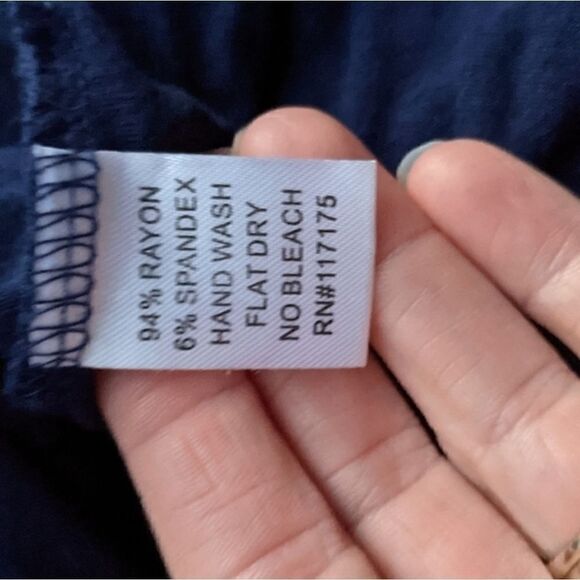 94% RAYON
6% SPANDEX
HAND WASH
FLAT DRY
NO BLEACH
RN#117175